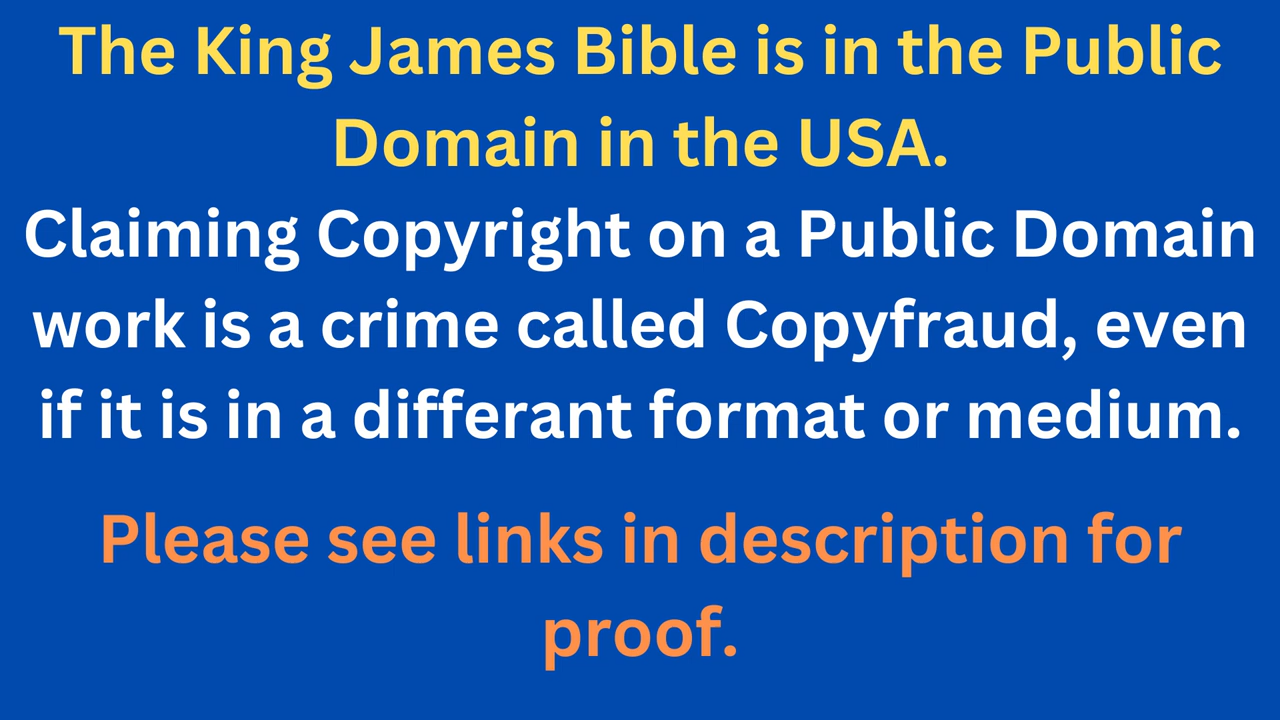 The King James Bible is in the Public
Domain in the USA.
Claiming Copyright on a Public Domain
work is a crime called Copyfraud, even
if it is in a differant format or medium.
Please see links in description for
proof.